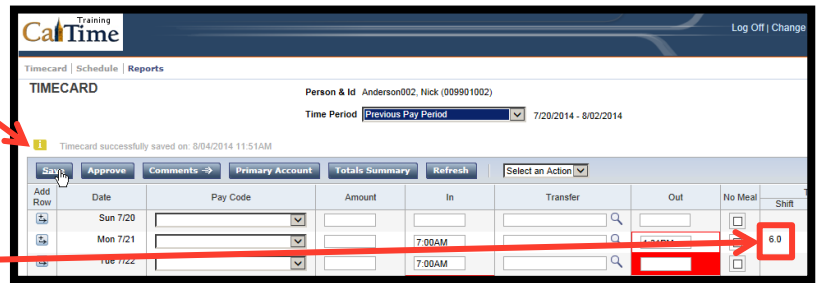 Training
CalTime
Log Off | Change
Timecard | Schedule | Reports
TIMECARD
Person & Id Anderson002, Nick (009901002)
Time Period Previous Pay Period 7/20/2014 - 8/02/2014
Timecard successfully saved on: 8/04/2014 11:51AM
Save Approve Comments Primary Account Totals Summary Refresh Select an Action
Add Row Date Pay Code Amount In Transfer Out No Meal Shift
Sun 7/20
Mon 7/21 7:00AM 6.0
Tue 7/22 7:00AM